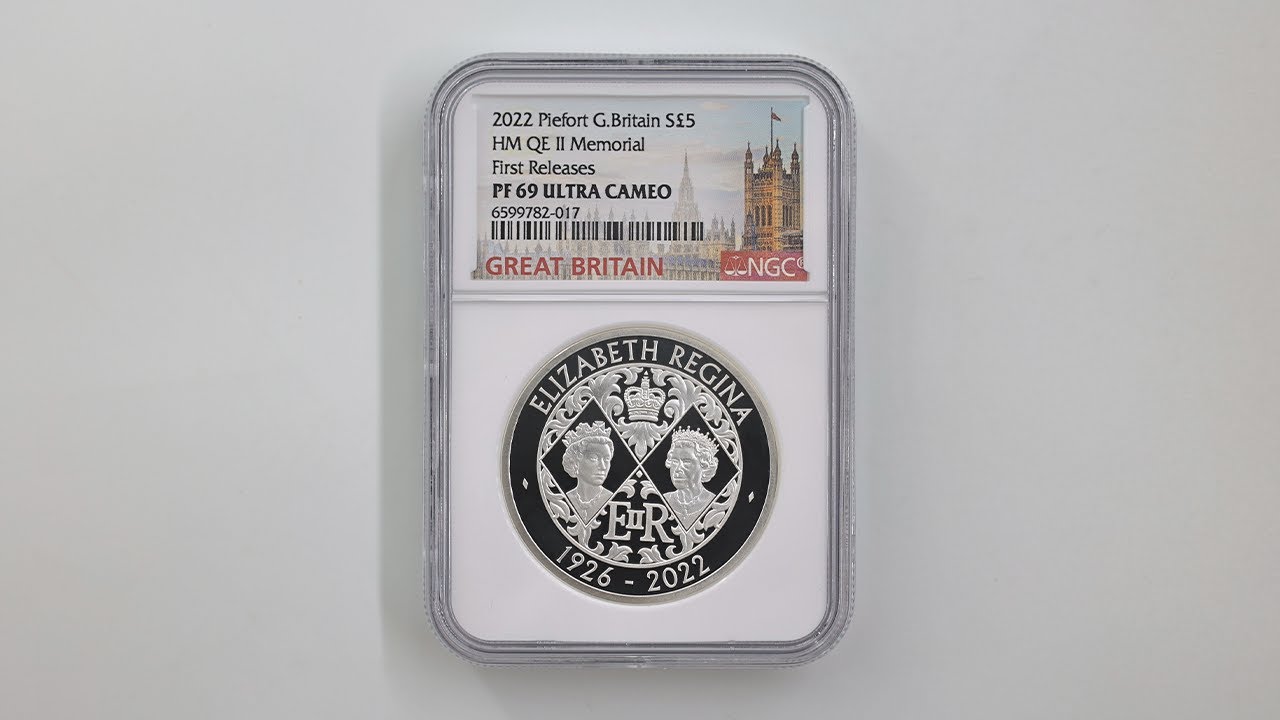 2022 Piefort G.Britain S£5
HM QE II Memorial
First Releases
PF 69 ULTRA CAMEO
6599782-017
GREAT BRITAIN
NGC
ELIZABETH REGINA
EIIR
1926 - 2022